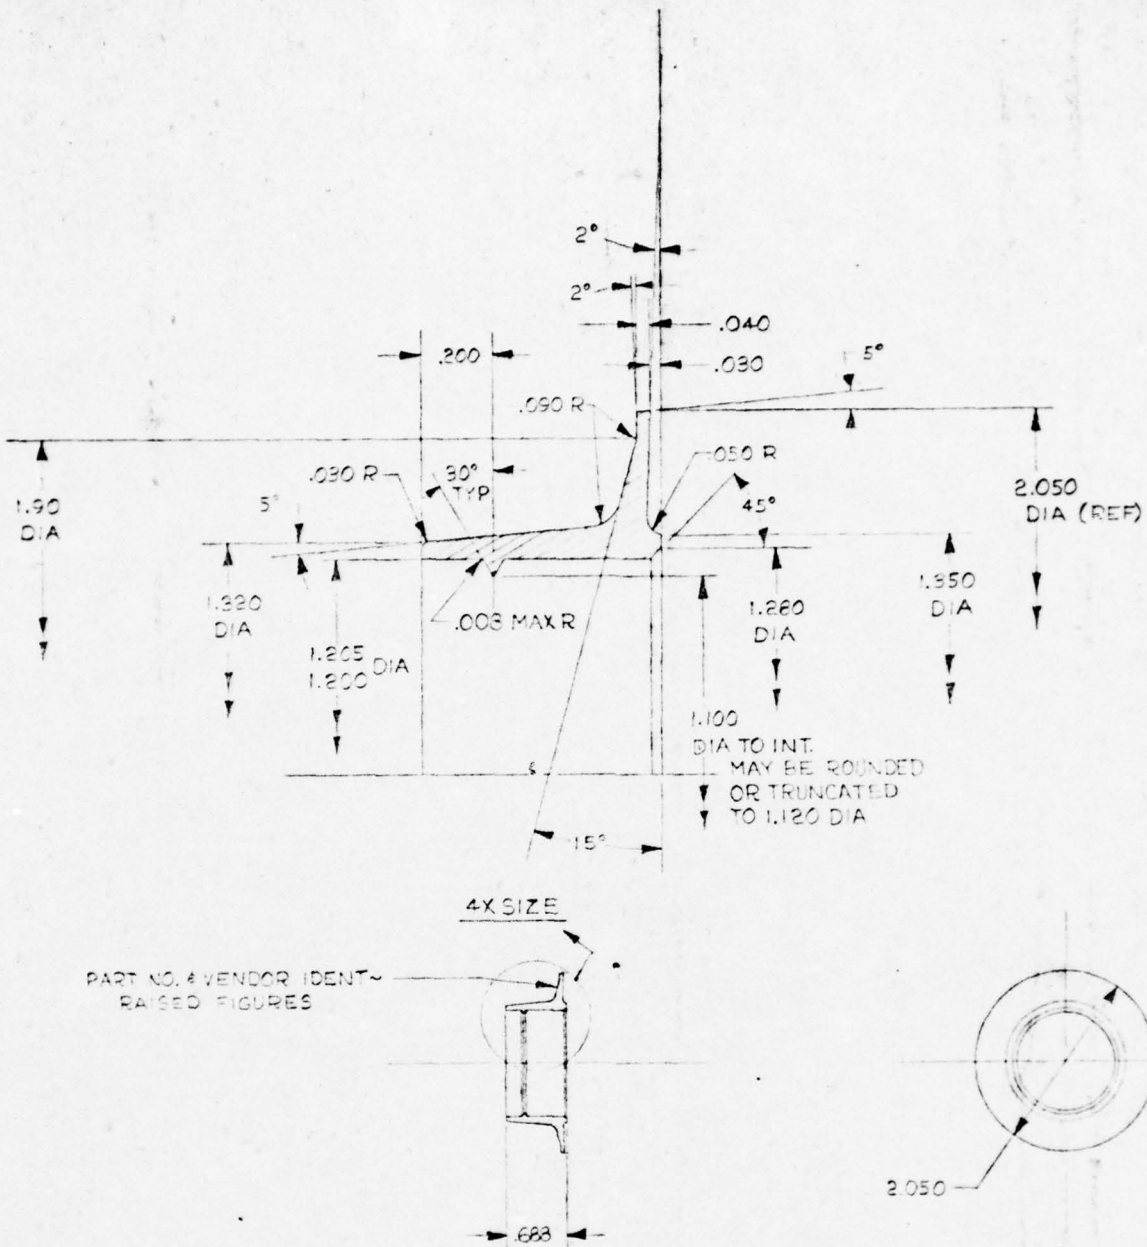 2°
2°
.040
.200
.030
5°
.090 R
.050 R
.030 R
30°
TYP
45°
2.050
DIA (REF)
1.90
DIA
5°
1.320
DIA
.003 MAX R
1.280
DIA
1.350
DIA
1.205
1.200
DIA
1.100
DIA TO INT.
MAY BE ROUNDED
OR TRUNCATED
TO 1.120 DIA
15°
4X SIZE
PART NO. & VENDOR IDENT~
RAISED FIGURES
2.050
.688